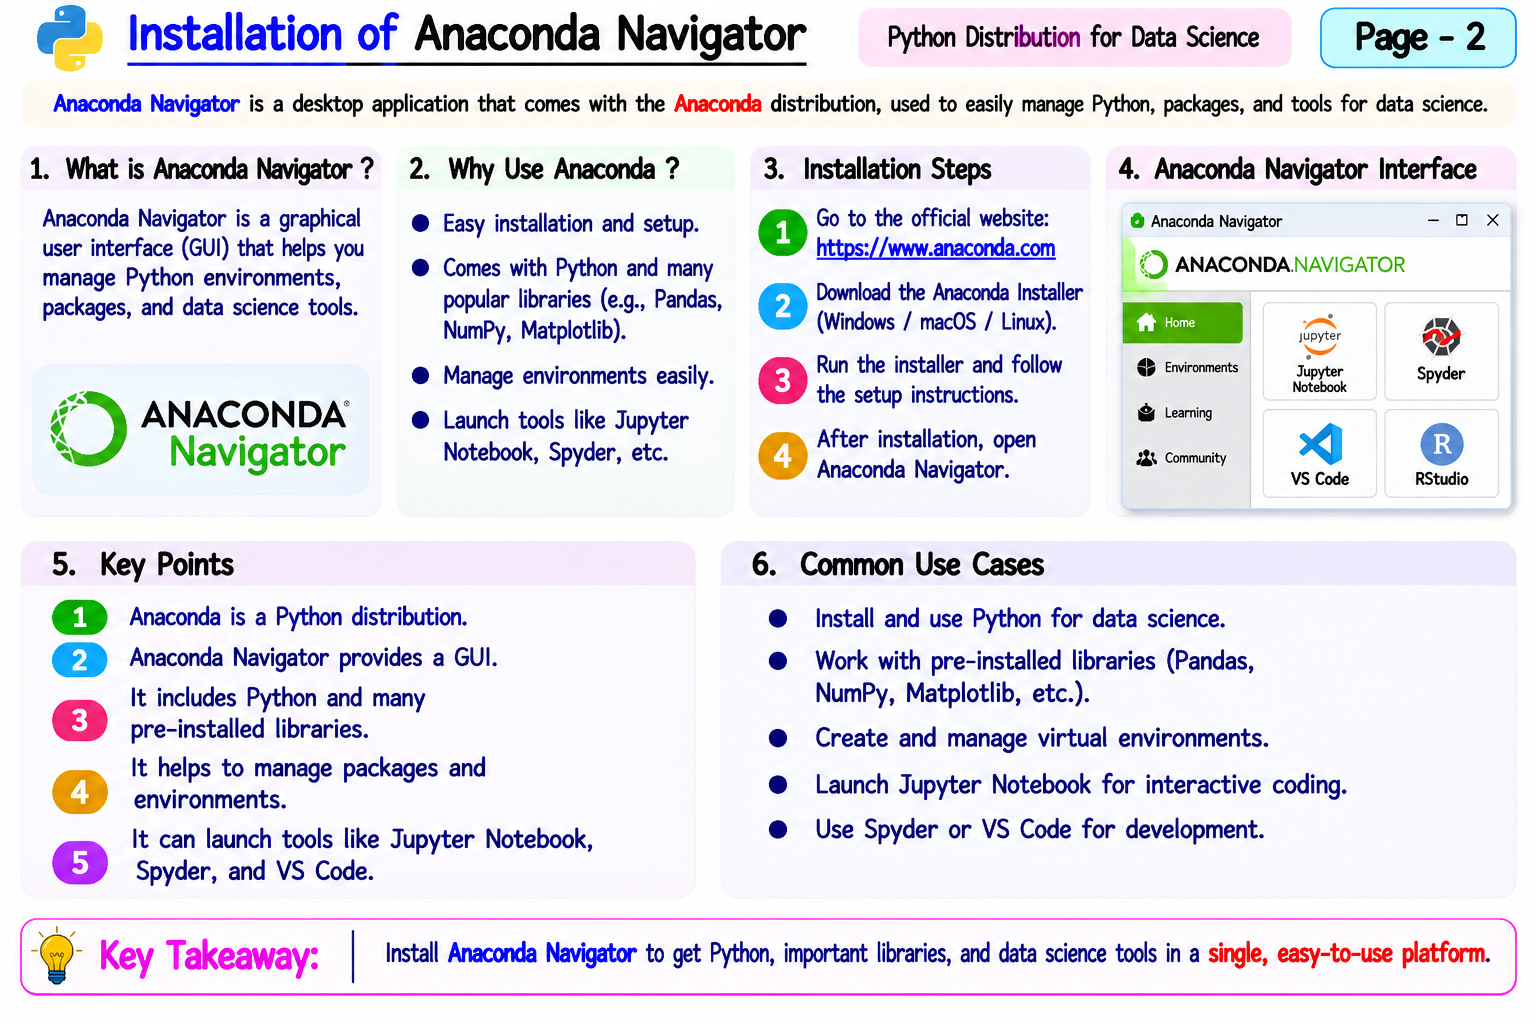 Installation of Anaconda Navigator
Python Distribution for Data Science
Page - 2
Anaconda Navigator is a desktop application that comes with the Anaconda distribution, used to easily manage Python, packages, and tools for data science.
1. What is Anaconda Navigator ?
Anaconda Navigator is a graphical
user interface (GUI) that helps you
manage Python environments,
packages, and data science tools.
ANACONDA®
Navigator
2. Why Use Anaconda ?
● Easy installation and setup.
● Comes with Python and many
popular libraries (e.g., Pandas,
NumPy, Matplotlib).
● Manage environments easily.
● Launch tools like Jupyter
Notebook, Spyder, etc.
3. Installation Steps
1 Go to the official website:
https://www.anaconda.com
2 Download the Anaconda Installer
(Windows / macOS / Linux).
3 Run the installer and follow
the setup instructions.
4 After installation, open
Anaconda Navigator.
4. Anaconda Navigator Interface
Anaconda Navigator
ANACONDA.NAVIGATOR
Home
Environments
Learning
Community
jupyter
Jupyter
Notebook
Spyder
VS Code
R
RStudio
5. Key Points
1 Anaconda is a Python distribution.
2 Anaconda Navigator provides a GUI.
3 It includes Python and many
pre-installed libraries.
4 It helps to manage packages and
environments.
5 It can launch tools like Jupyter Notebook,
Spyder, and VS Code.
6. Common Use Cases
● Install and use Python for data science.
● Work with pre-installed libraries (Pandas,
NumPy, Matplotlib, etc.).
● Create and manage virtual environments.
● Launch Jupyter Notebook for interactive coding.
● Use Spyder or VS Code for development.
Key Takeaway:
Install Anaconda Navigator to get Python, important libraries, and data science tools in a single, easy-to-use platform.